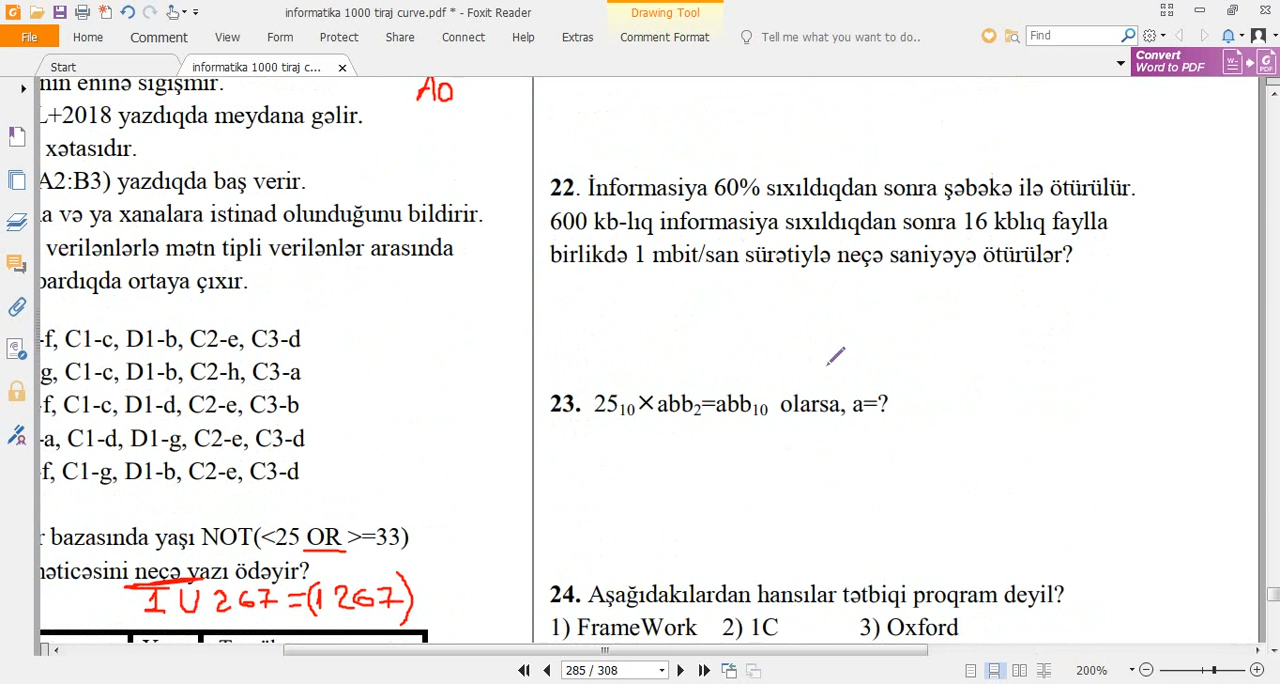 informatika 1000 tiraj curve.pdf * - Foxit Reader
Drawing Tool
File Home Comment View Form Protect Share Connect Help Extras Comment Format Tell me what you want to do.. Find
Start informatika 1000 tiraj c...
Convert
Word to PDF
nin eninə sığışmır.
AO
L+2018 yazdıqda meydana gəlir.
xətasıdır.
A2:B3) yazdıqda baş verir.
a və ya xanalara istinad olunduğunu bildirir.
verilənlərlə mətn tipli verilənlər arasında
pardıqda ortaya çıxır.
-f, C1-c, D1-b, C2-e, C3-d
g, C1-c, D1-b, C2-h, C3-a
-f, C1-c, D1-d, C2-e, C3-b
-a, C1-d, D1-g, C2-e, C3-d
-f, C1-g, D1-b, C2-e, C3-d
r bazasında yaşı NOT(<25 OR >=33)
nəticəsini neçə yazı ödəyir?
I U 267 =(1267)
22. İnformasiya 60% sıxıldıqdan sonra şəbəkə ilə ötürülür.
600 kb-lıq informasiya sıxıldıqdan sonra 16 kblıq faylla
birlikdə 1 mbit/san sürətiylə neçə saniyəyə ötürülər?
23. 25₁₀×abb₂=abb₁₀ olarsa, a=?
24. Aşağıdakılardan hansılar tətbiqi proqram deyil?
1) FrameWork 2) 1C 3) Oxford
285 / 308
200%